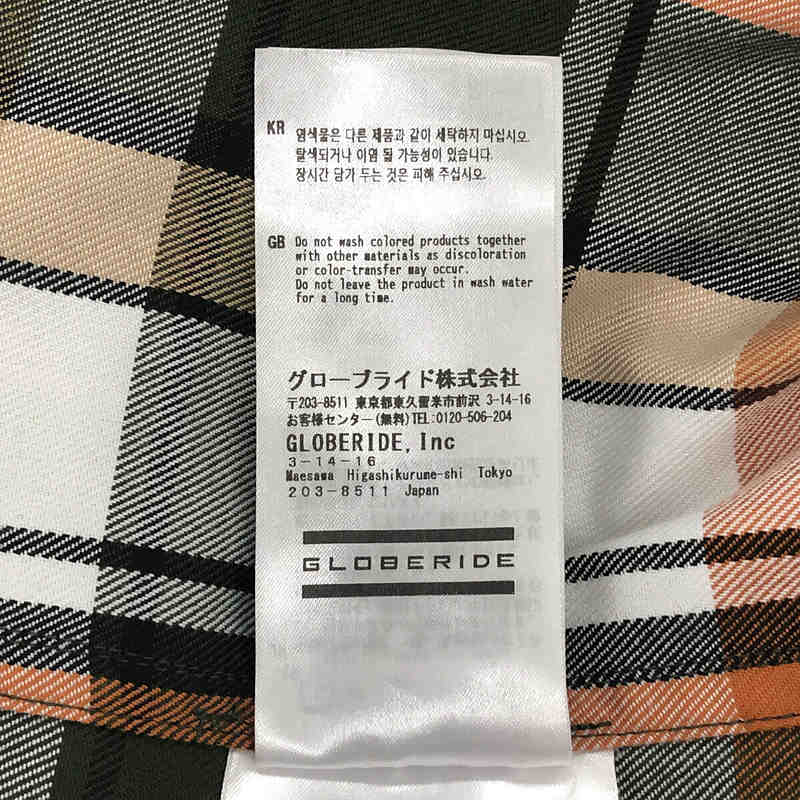 KR 염색물은 다른 제품과 같이 세탁하지 마십시오.
탈색되거나 이염 될 가능성이 있습니다.
장시간 담가 두는 것은 피해 주십시오.
GB Do not wash colored products together
with other materials as discoloration
or color-transfer may occur.
Do not leave the product in wash water
for a long time.
グローブライド株式会社
〒203-8511 東京都東久留米市前沢 3-14-16
お客様センター(無料)TEL:0120-506-204
GLOBERIDE, Inc
3-14-16
Maesawa Higashikurume-shi Tokyo
203-8511 Japan
GLOBERIDE